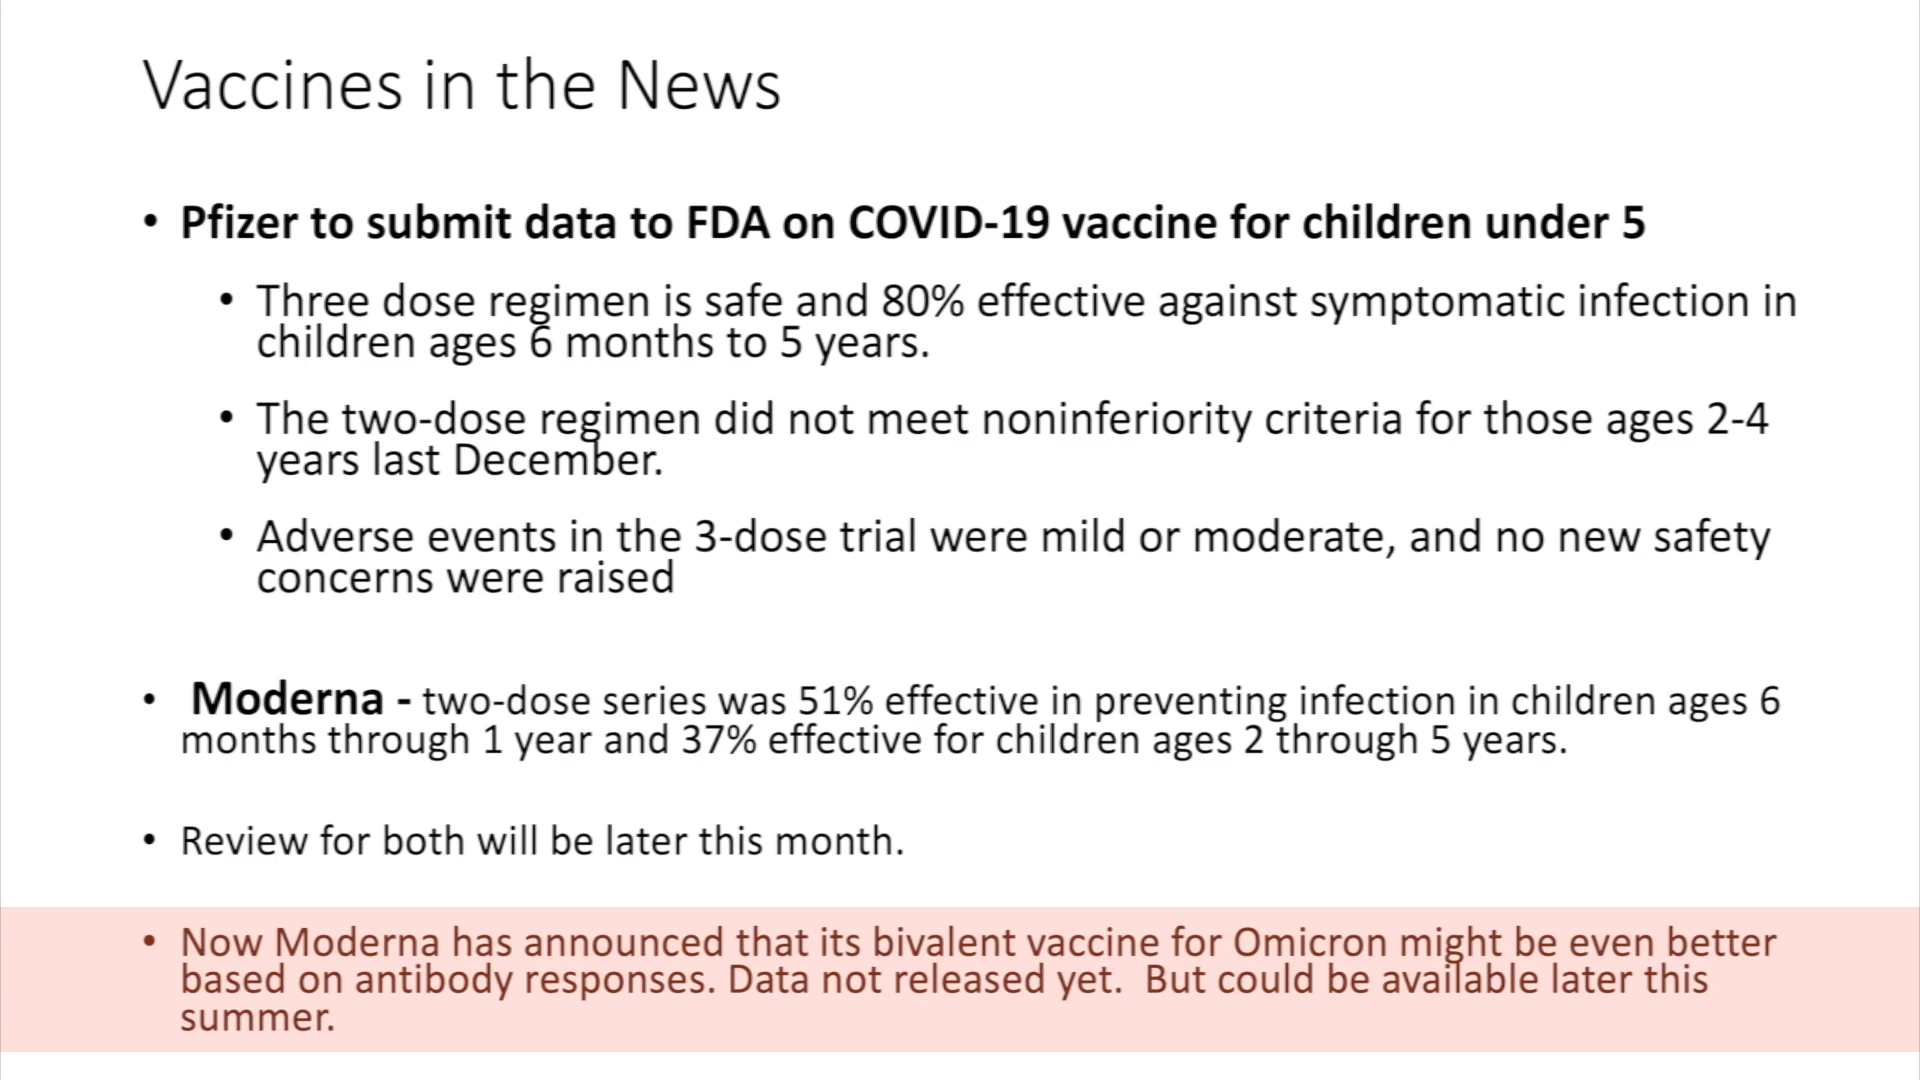 Vaccines in the News
• Pfizer to submit data to FDA on COVID-19 vaccine for children under 5
• Three dose regimen is safe and 80% effective against symptomatic infection in
children ages 6 months to 5 years.
• The two-dose regimen did not meet noninferiority criteria for those ages 2-4
years last December.
• Adverse events in the 3-dose trial were mild or moderate, and no new safety
concerns were raised
• Moderna - two-dose series was 51% effective in preventing infection in children ages 6
months through 1 year and 37% effective for children ages 2 through 5 years.
• Review for both will be later this month.
• Now Moderna has announced that its bivalent vaccine for Omicron might be even better
based on antibody responses. Data not released yet.  But could be available later this
summer.